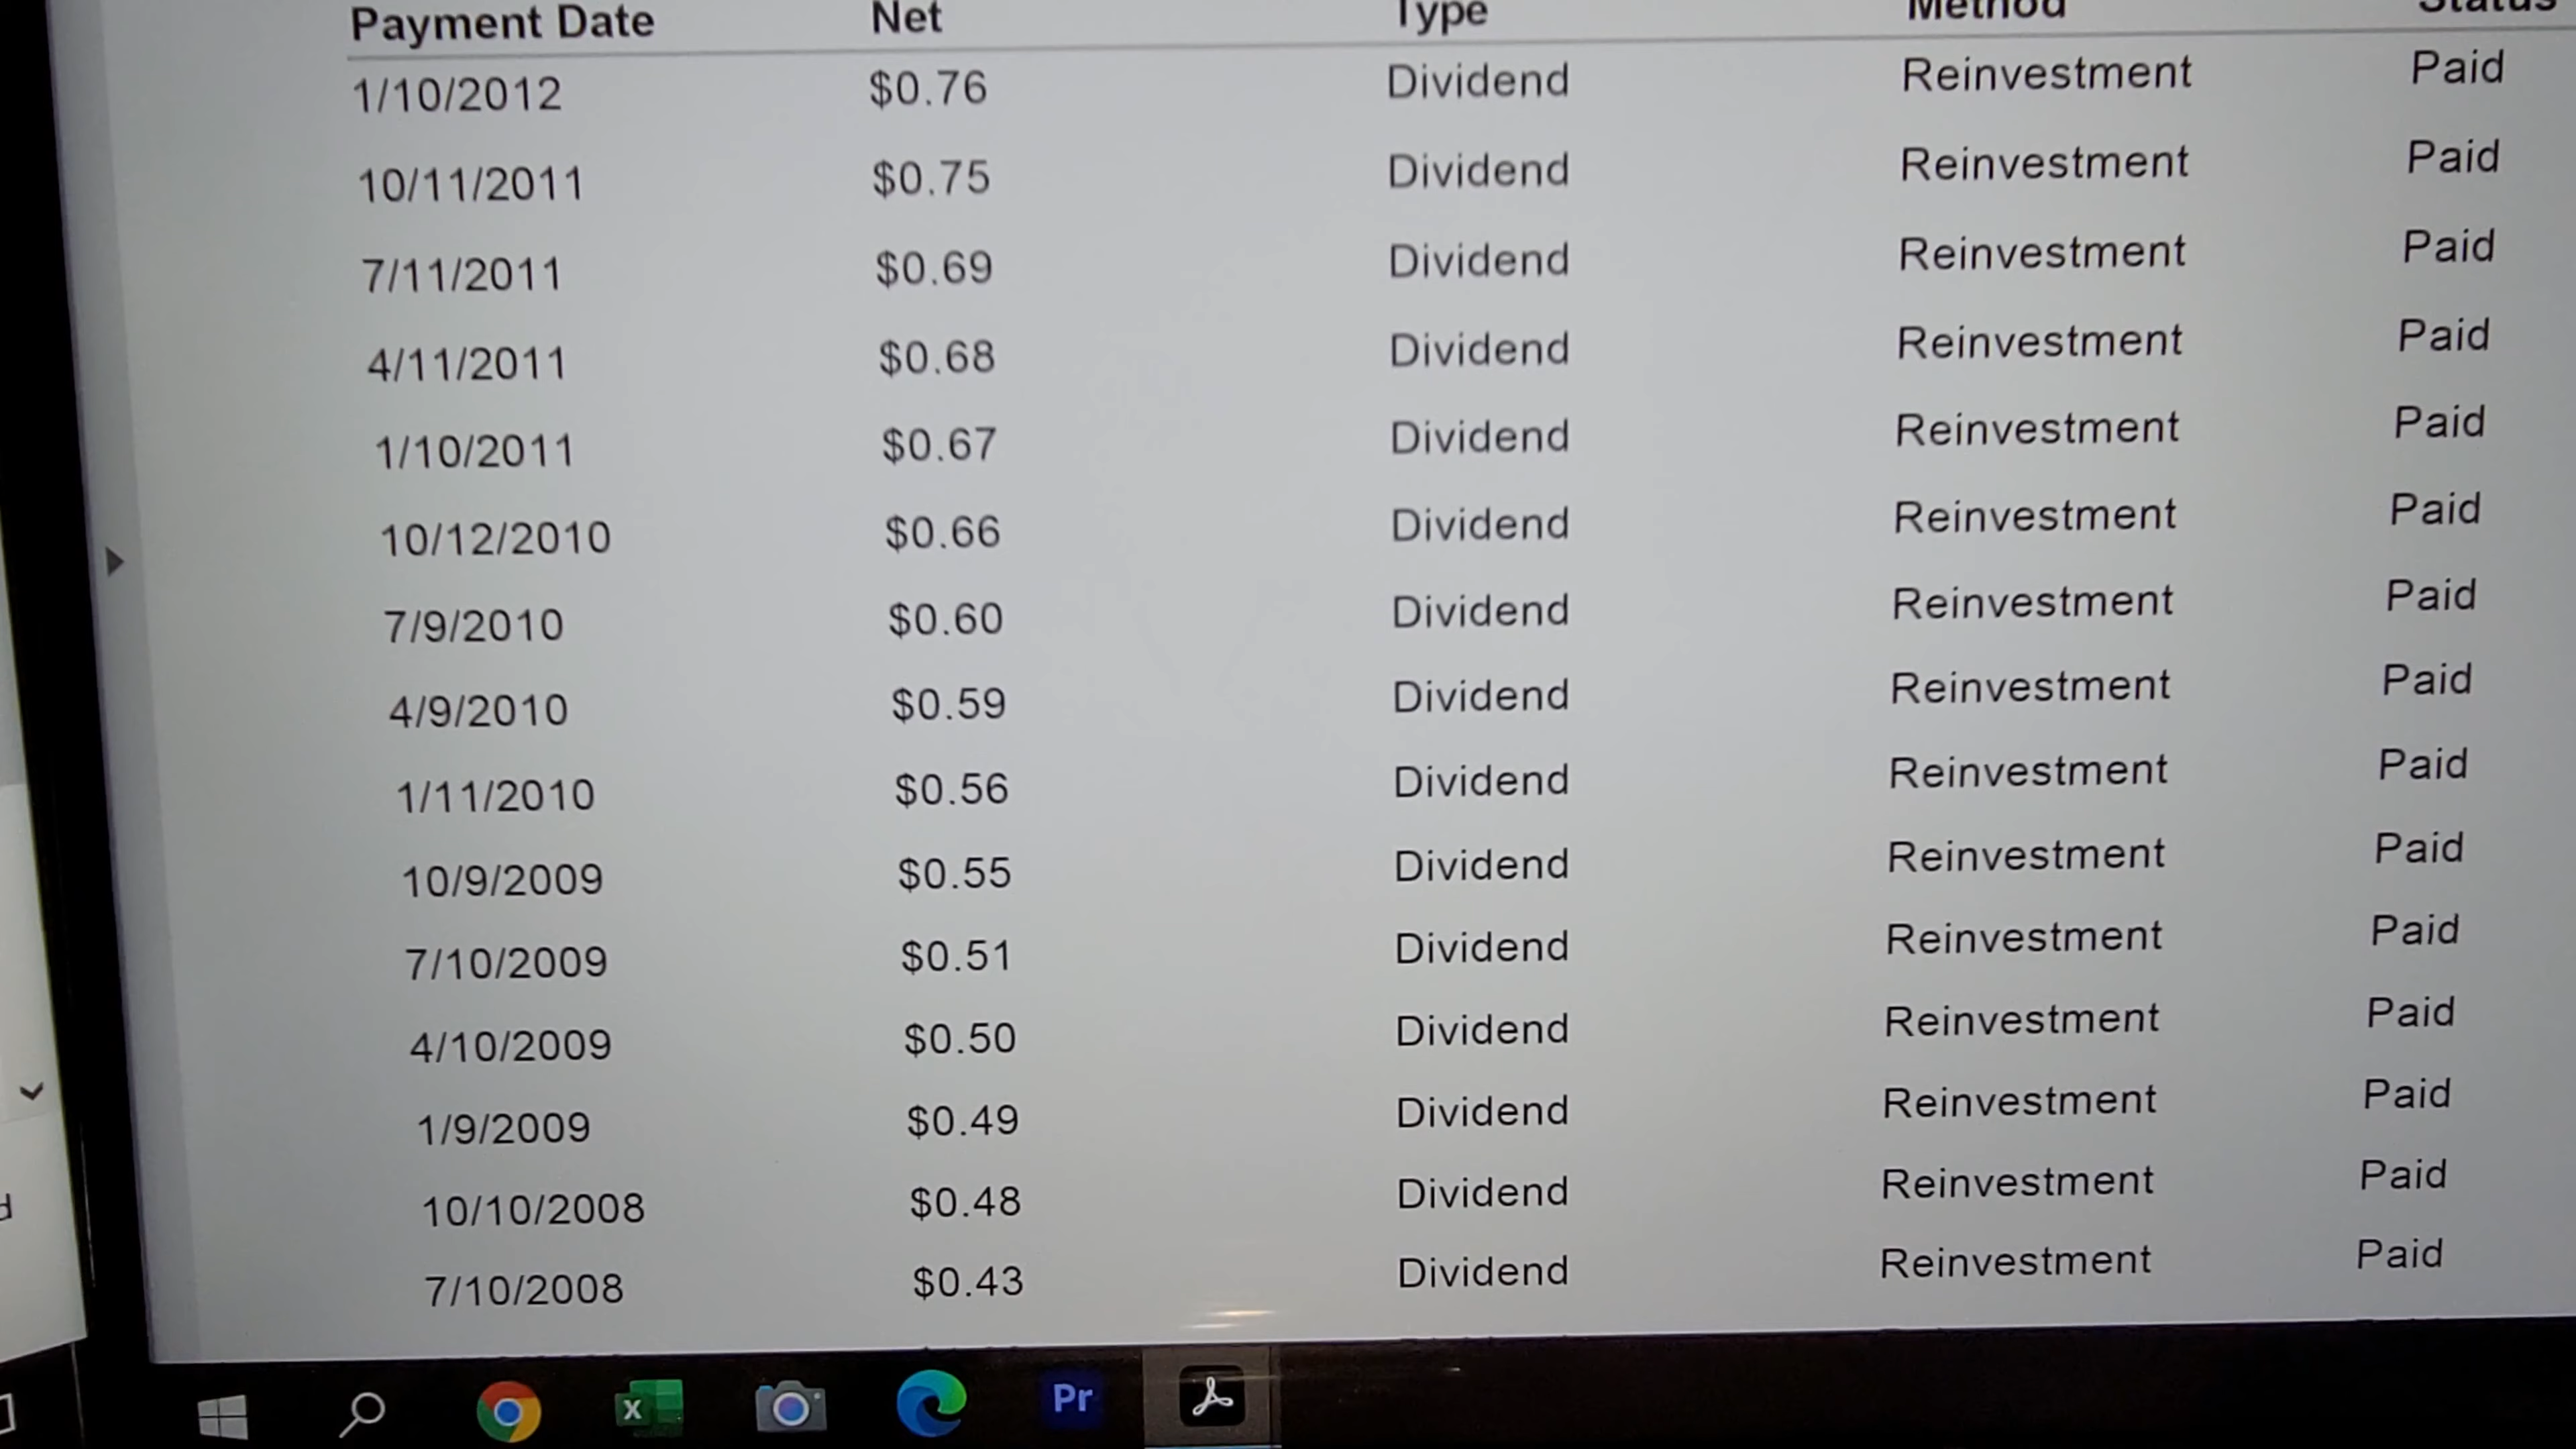 Payment Date Net Type Method Status
1/10/2012 $0.76 Dividend Reinvestment Paid
10/11/2011 $0.75 Dividend Reinvestment Paid
7/11/2011 $0.69 Dividend Reinvestment Paid
4/11/2011 $0.68 Dividend Reinvestment Paid
1/10/2011 $0.67 Dividend Reinvestment Paid
10/12/2010 $0.66 Dividend Reinvestment Paid
7/9/2010 $0.60 Dividend Reinvestment Paid
4/9/2010 $0.59 Dividend Reinvestment Paid
1/11/2010 $0.56 Dividend Reinvestment Paid
10/9/2009 $0.55 Dividend Reinvestment Paid
7/10/2009 $0.51 Dividend Reinvestment Paid
4/10/2009 $0.50 Dividend Reinvestment Paid
1/9/2009 $0.49 Dividend Reinvestment Paid
10/10/2008 $0.48 Dividend Reinvestment Paid
7/10/2008 $0.43 Dividend Reinvestment Paid
X Pr